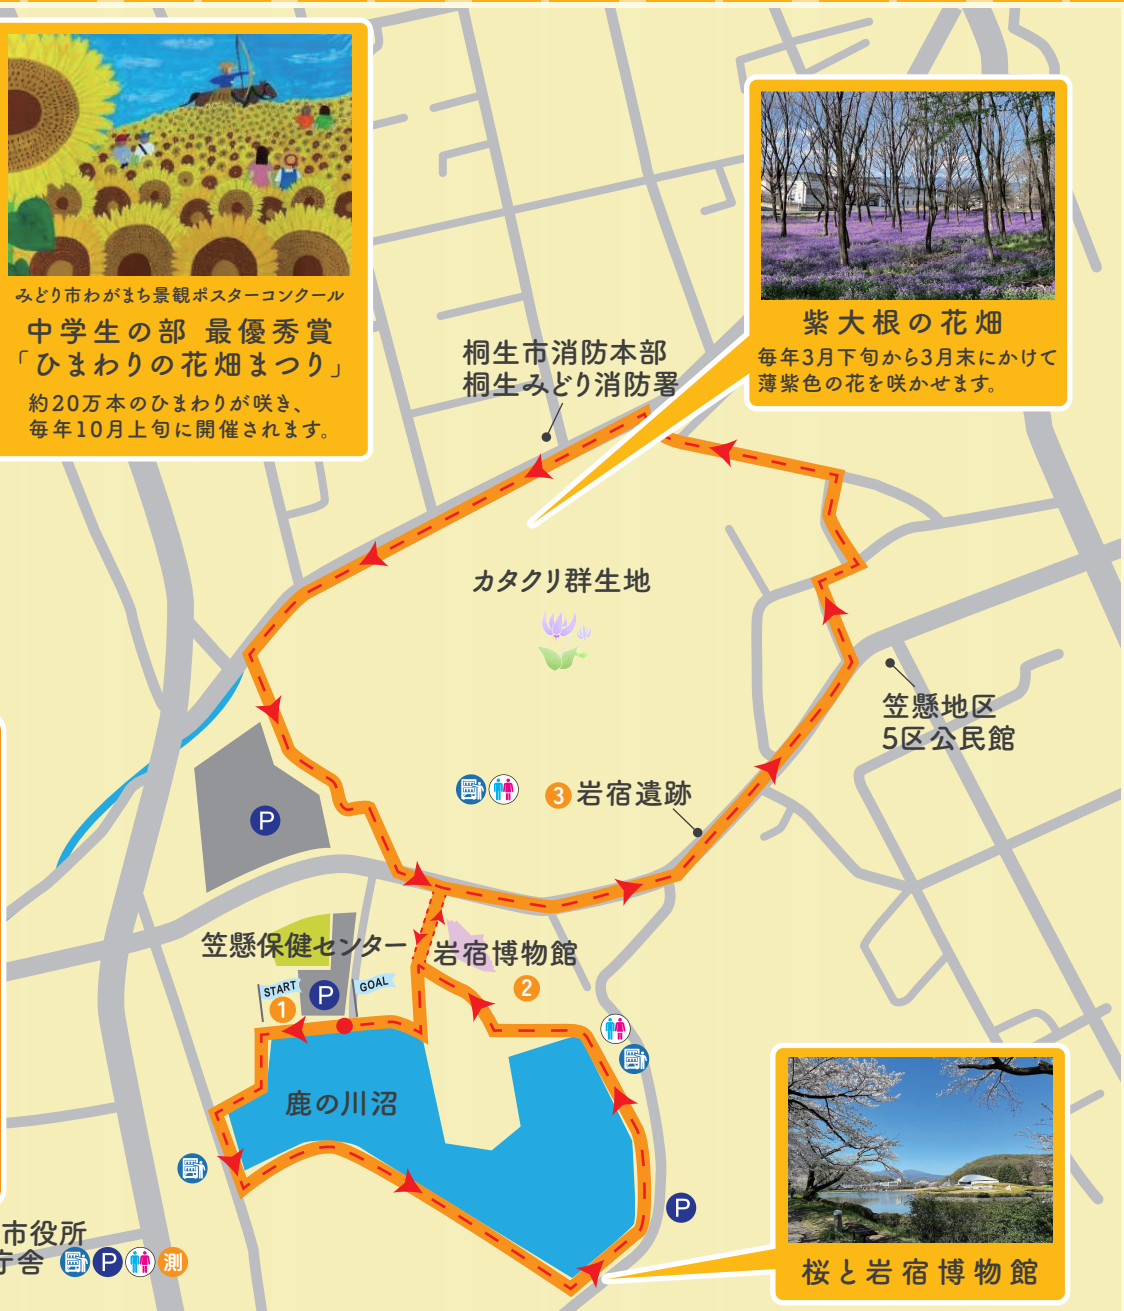 みどり市わがまち景観ポスターコンクール
中学生の部 最優秀賞
「ひまわりの花畑まつり」
約20万本のひまわりが咲き、
毎年10月上旬に開催されます。
紫大根の花畑
毎年3月下旬から3月末にかけて
薄紫色の花を咲かせます。
桐生市消防本部
桐生みどり消防署
カタクリ群生地
笠懸地区
5区公民館
3 岩宿遺跡
P
笠懸保健センター
岩宿博物館
2
START
1
P
GOAL
鹿の川沼
P
市役所
庁舎 P 測
桜と岩宿博物館